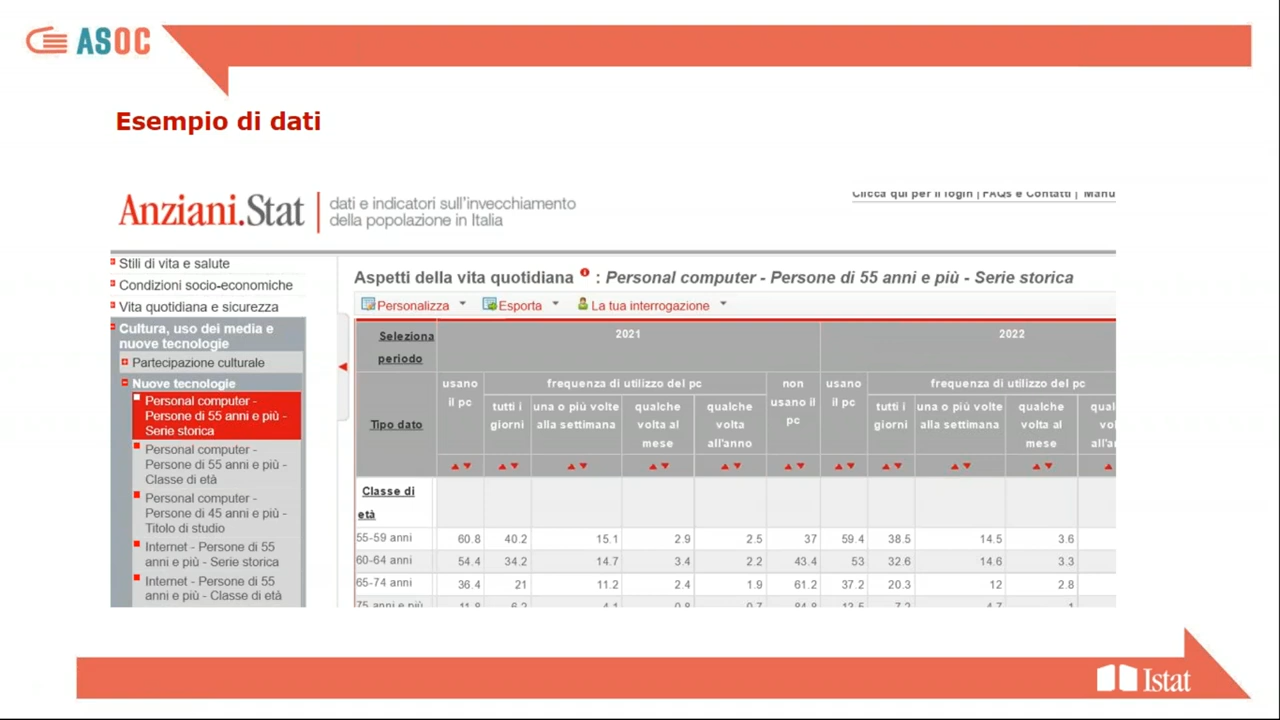 ASOC
Esempio di dati
Anziani.Stat
dati e indicatori sull'invecchiamento
della popolazione in Italia
Clicca qui per il login | FAQs e Contatti | Manu
Stili di vita e salute
Condizioni socio-economiche
Vita quotidiana e sicurezza
Cultura, uso dei media e
nuove tecnologie
Partecipazione culturale
Nuove tecnologie
Personal computer -
Persone di 55 anni e più -
Serie storica
Personal computer -
Persone di 55 anni e più -
Classe di età
Personal computer -
Persone di 45 anni e più -
Titolo di studio
Internet - Persone di 55
anni e più - Serie storica
Internet - Persone di 55
anni e più - Classe di età
Aspetti della vita quotidiana : Personal computer - Persone di 55 anni e più - Serie storica
Personalizza Esporta La tua interrogazione
Seleziona
periodo
2021 2022
Tipo dato
usano
il pc
frequenza di utilizzo del pc
tutti i
giorni
una o più volte
alla settimana
qualche
volta al
mese
qualche
volta
all'anno
non
usano il
pc
usano
il pc
frequenza di utilizzo del pc
tutti i
giorni
una o più volte
alla settimana
qualche
volta al
mese
Classe di
età
55-59 anni 60.8 40.2 15.1 2.9 2.5 37 59.4 38.5 14.5 3.6
60-64 anni 54.4 34.2 14.7 3.4 2.2 43.4 53 32.6 14.6 3.3
65-74 anni 36.4 21 11.2 2.4 1.9 61.2 37.2 20.3 12 2.8
75 anni e più
Istat